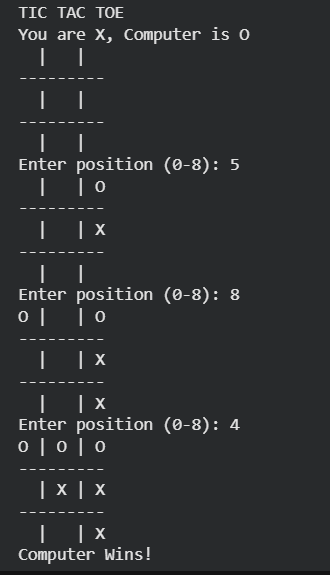 TIC TAC TOE
You are X, Computer is O
  |   |
---------
  |   |
---------
  |   |
Enter position (0-8): 5
  |   | O
---------
  |   | X
---------
  |   |
Enter position (0-8): 8
O |   | O
---------
  |   | X
---------
  |   | X
Enter position (0-8): 4
O | O | O
---------
  | X | X
---------
  |   | X
Computer Wins!